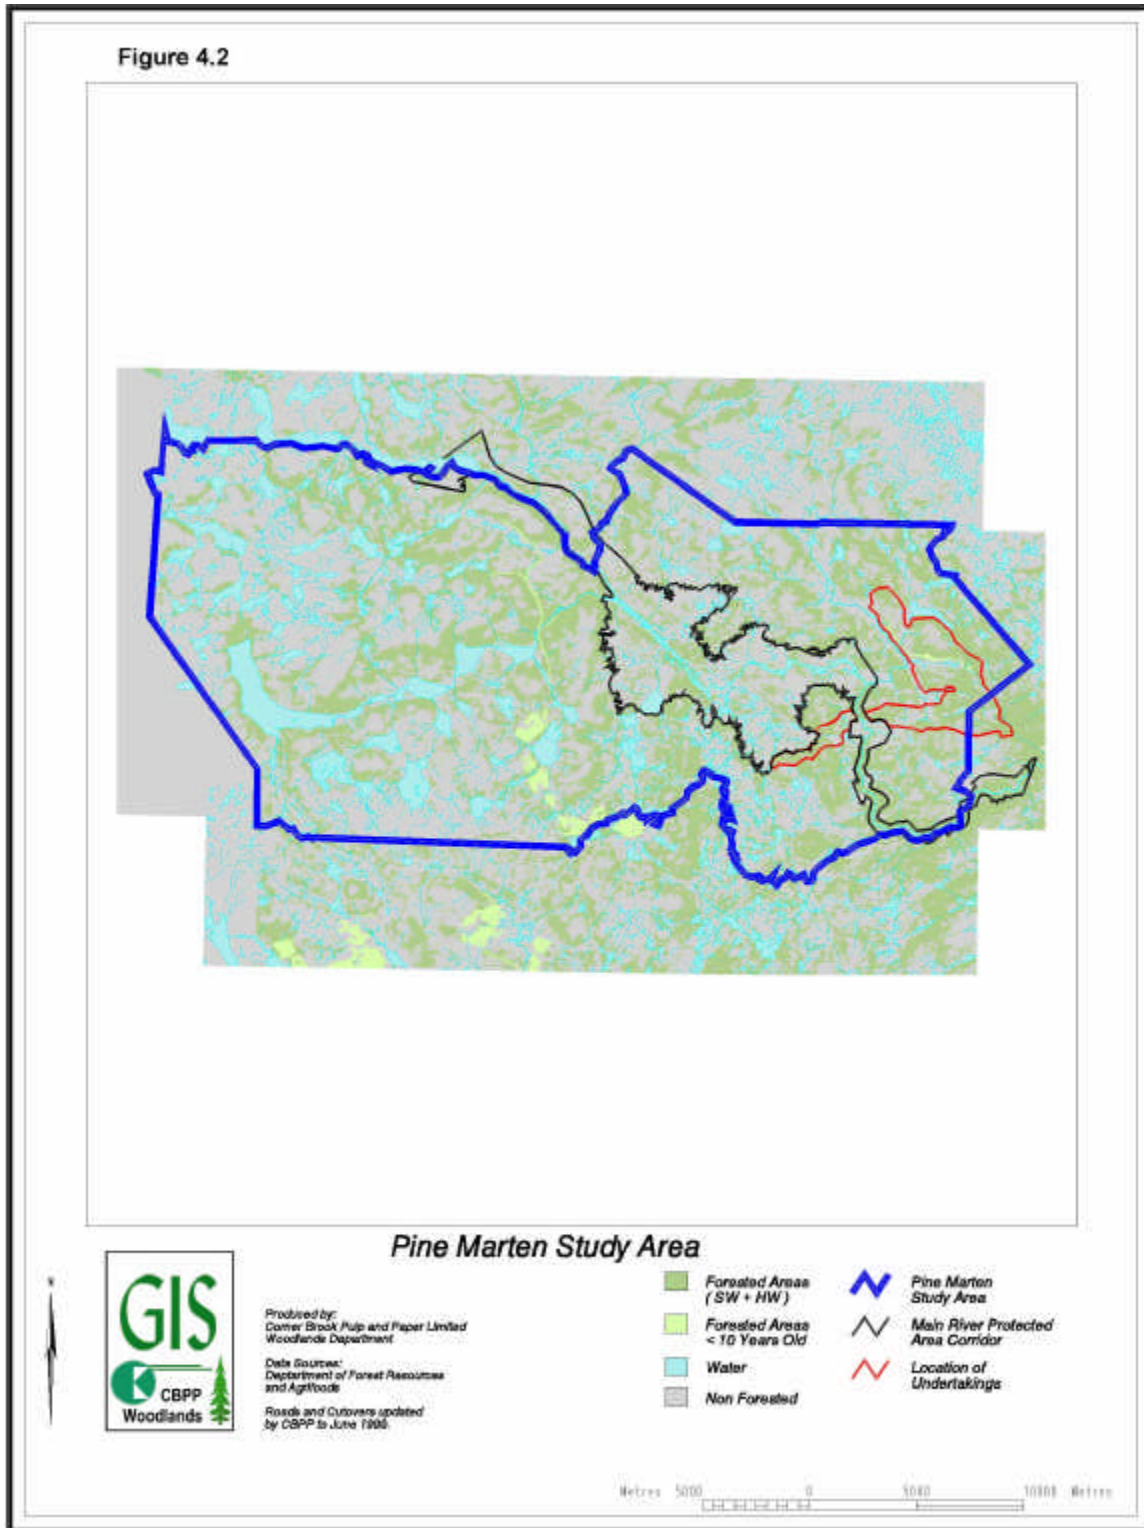 Figure 4.2
Pine Marten Study Area
GIS
CBPP
Woodlands
Produced by:
Corner Brook Pulp and Paper Limited
Woodlands Department
Data Sources:
Department of Forest Resources
and Agrifoods
Roads and Cutovers updated
by CBPP to June
Forested Areas
( SW + HW )
Forested Areas
< 10 Years Old
Water
Non Forested
Pine Marten
Study Area
Main River Protected
Area Corridor
Location of
Undertakings
Metres 5000 0 5000 10000 Metres